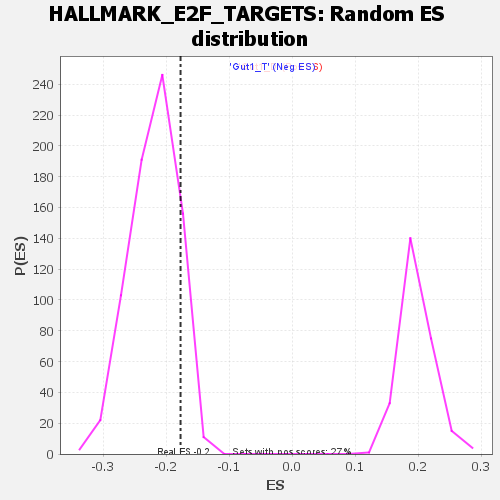 HALLMARK_E2F_TARGETS: Random ES
distribution
'Gut1_T' (Neg ES)
240
220
200
180
160
140
120
100
80
60
40
20
0
P(ES)
Real ES -0.2
Sets with pos scores: 27%
-0.3
-0.2
-0.1
0.0
0.1
0.2
0.3
ES